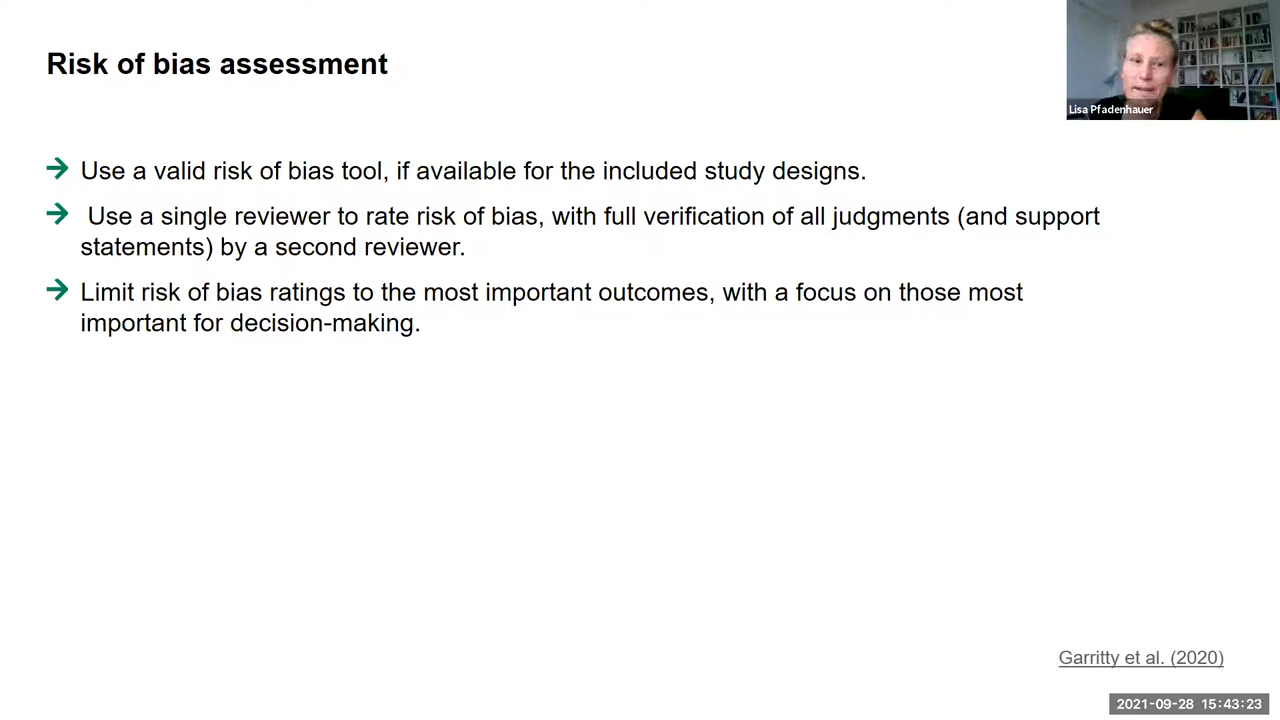 Risk of bias assessment
Lisa Pfadenhauer
Use a valid risk of bias tool, if available for the included study designs.
Use a single reviewer to rate risk of bias, with full verification of all judgments (and support
statements) by a second reviewer.
Limit risk of bias ratings to the most important outcomes, with a focus on those most
important for decision-making.
Garritty et al. (2020)
2021-09-28 15:43:23